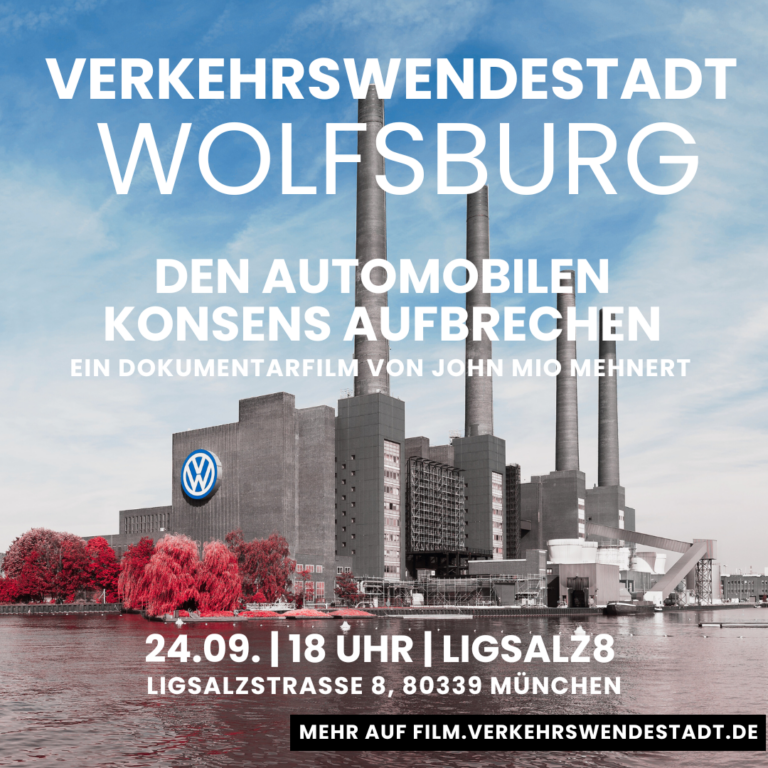 VERKEHRSWENDESTADT
WOLFSBURG
DEN AUTOMOBILEN
KONSENS AUFBRECHEN
EIN DOKUMENTARFILM VON JOHN MIO MEHNERT
VW
24.09. | 18 UHR | LIGSALZ8
LIGSALZSTRASSE 8, 80339 MÜNCHEN
MEHR AUF FILM.VERKEHRSWENDESTADT.DE